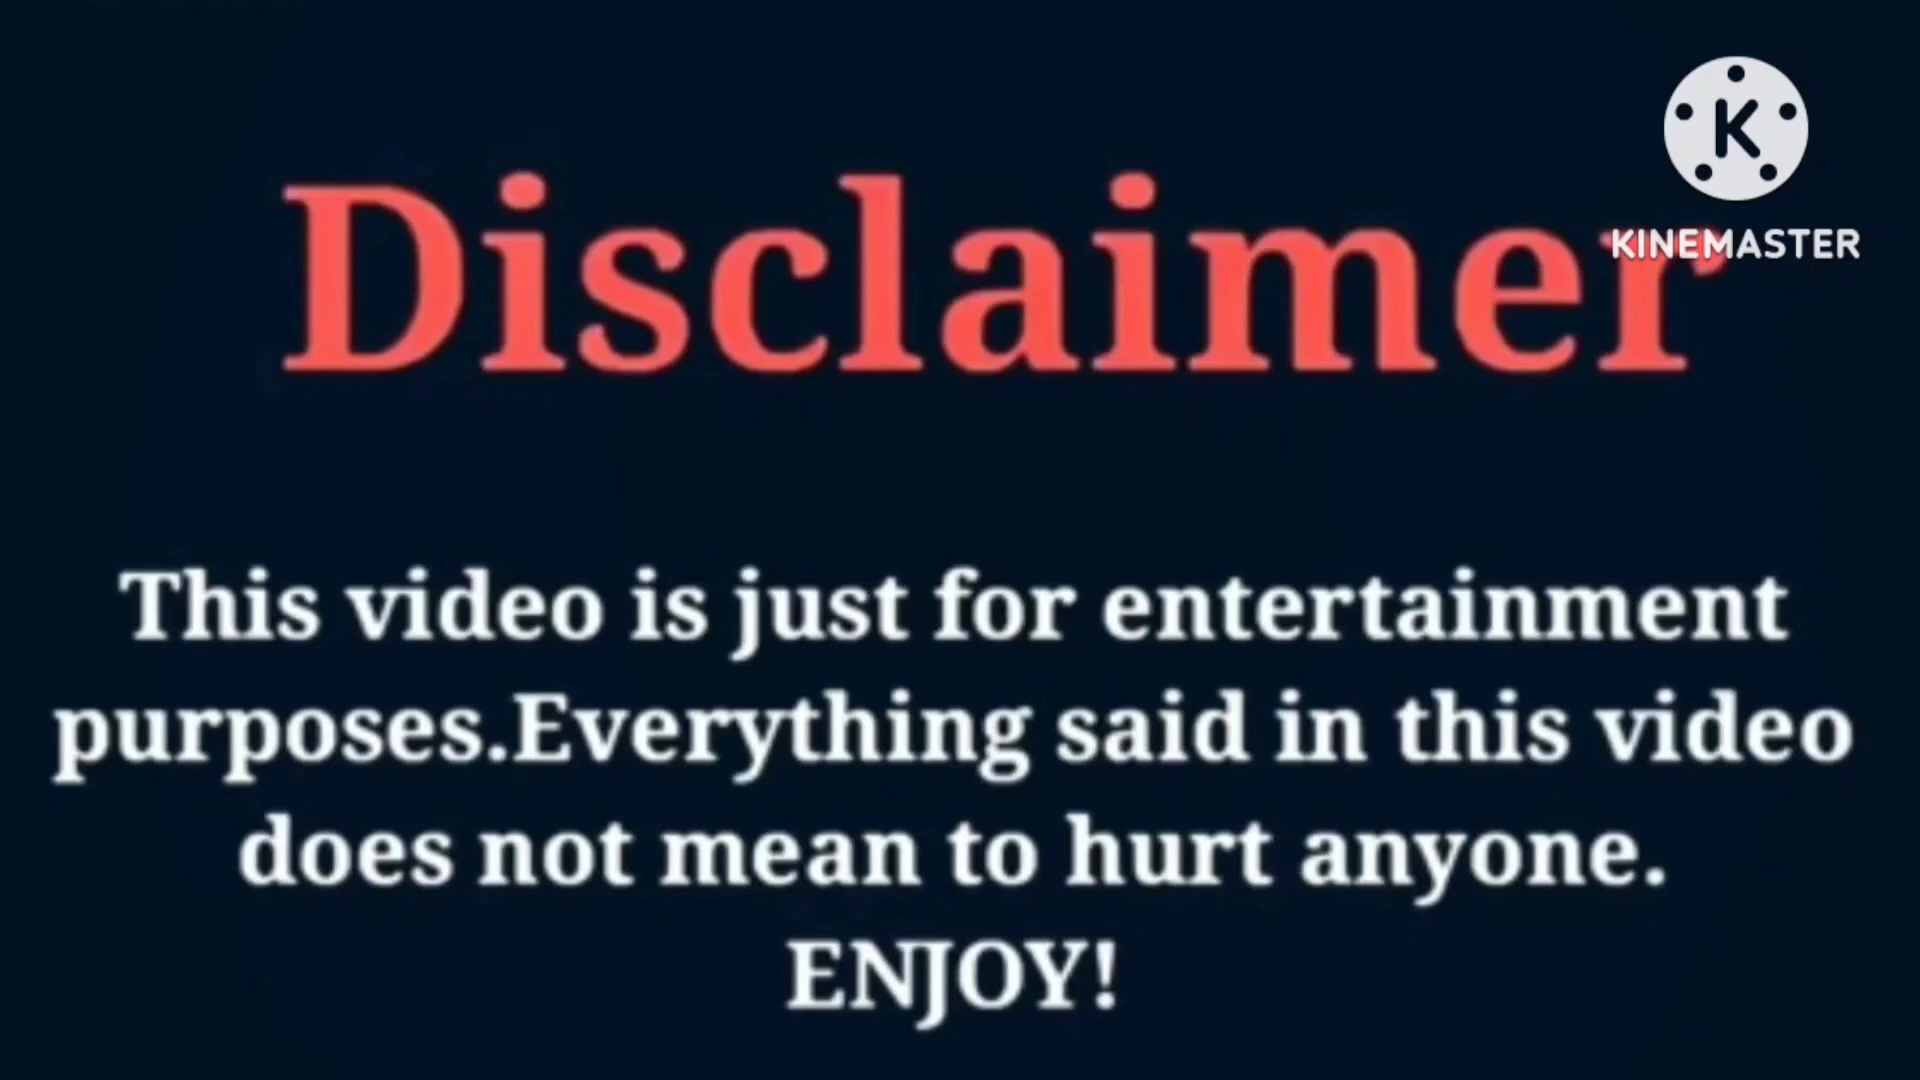 K
KINEMASTER
Disclaimer
This video is just for entertainment
purposes.Everything said in this video
does not mean to hurt anyone.
ENJOY!